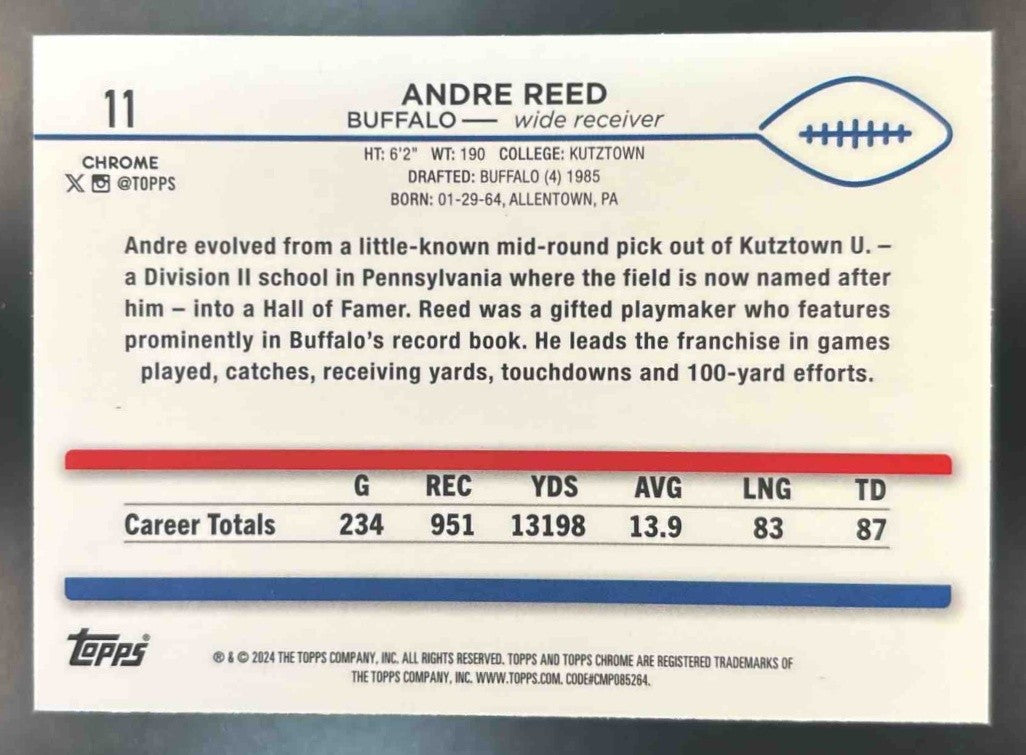 11
ANDRE REED
BUFFALO — wide receiver
CHROME
@TOPPS
HT: 6'2" WT: 190 COLLEGE: KUTZTOWN
DRAFTED: BUFFALO (4) 1985
BORN: 01-29-64, ALLENTOWN, PA
Andre evolved from a little-known mid-round pick out of Kutztown U. –
a Division II school in Pennsylvania where the field is now named after
him – into a Hall of Famer. Reed was a gifted playmaker who features
prominently in Buffalo's record book. He leads the franchise in games
played, catches, receiving yards, touchdowns and 100-yard efforts.
G REC YDS AVG LNG TD
Career Totals 234 951 13198 13.9 83 87
TOPPS®
® & © 2024 THE TOPPS COMPANY, INC. ALL RIGHTS RESERVED. TOPPS AND TOPPS CHROME ARE REGISTERED TRADEMARKS OF
THE TOPPS COMPANY, INC. WWW.TOPPS.COM. CODE#CMP085264.